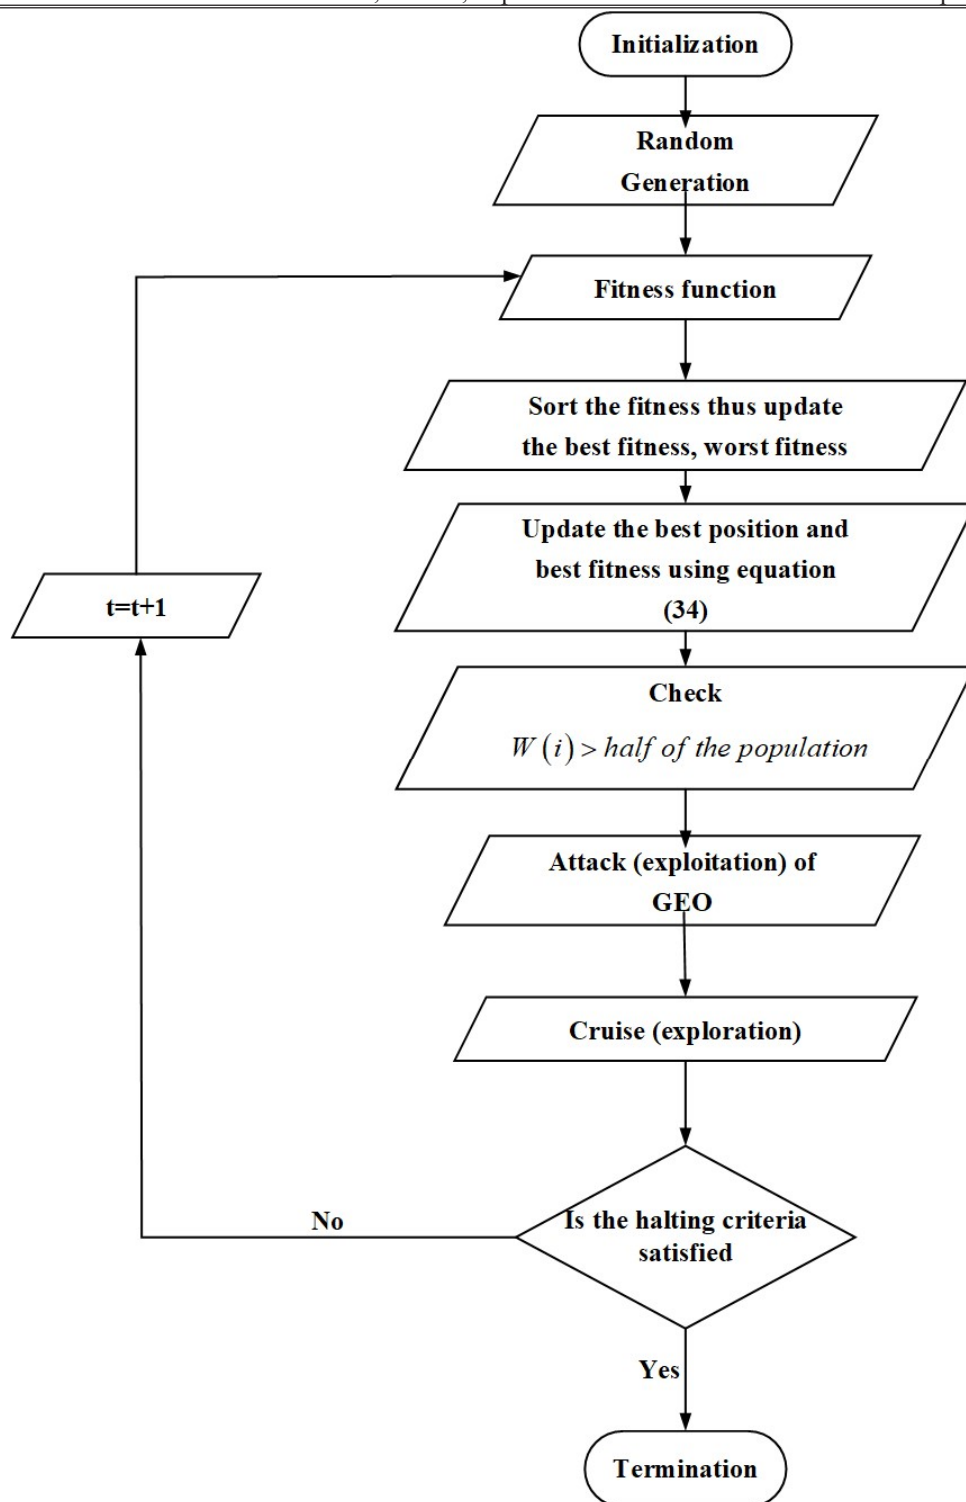 Initialization
Random
Generation
Fitness function
Sort the fitness thus update
the best fitness, worst fitness
Update the best position and
best fitness using equation
(34)
t=t+1
Check
W (i) > half of the population
Attack (exploitation) of
GEO
Cruise (exploration)
Is the halting criteria
satisfied
No
Yes
Termination